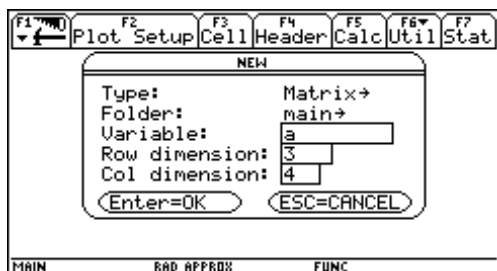 F1 F2 Plot Setup F3 Cell F4 Header F5 Calc F6▾ Util F7 Stat
NEW
Type: Matrix→
Folder: main→
Variable: a
Row dimension: 3
Col dimension: 4
Enter=OK ESC=CANCEL
MAIN RAD APPROX FUNC